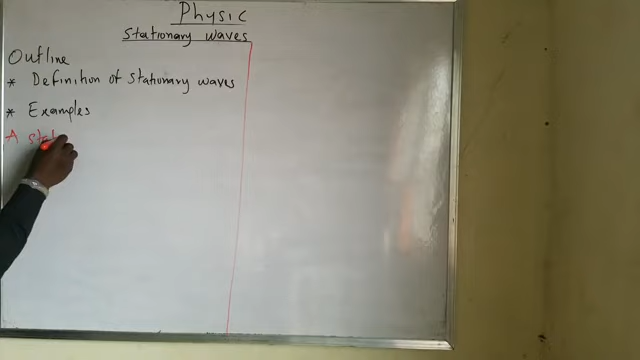 Physic
Stationary waves
Outline
* Definition of Stationary waves
* Examples
A stat